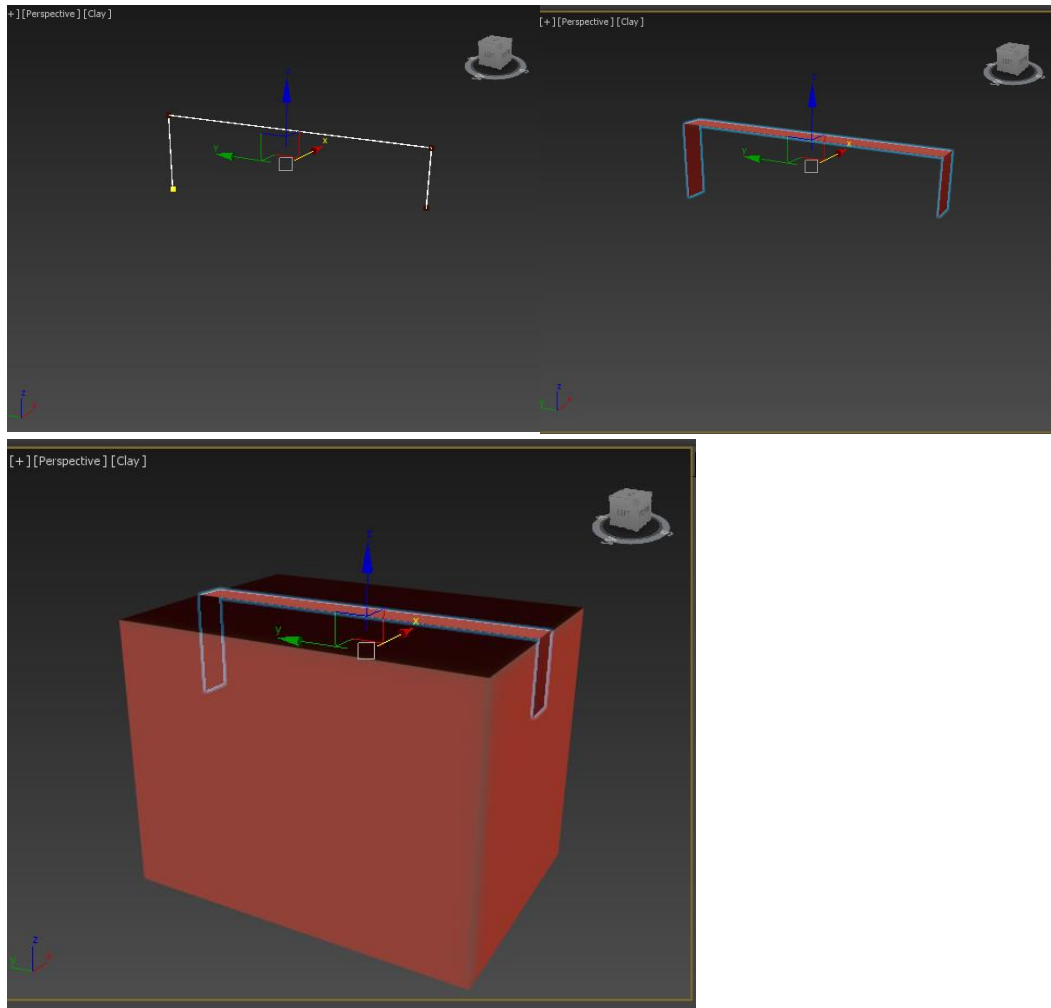 + ] [Perspective ] [Clay ]
[+ ] [Perspective ] [Clay ]
z
y
x
z
y
x
z
x
y
z
x
y
[+ ] [Perspective ] [Clay ]
z
y
x
z
y
x